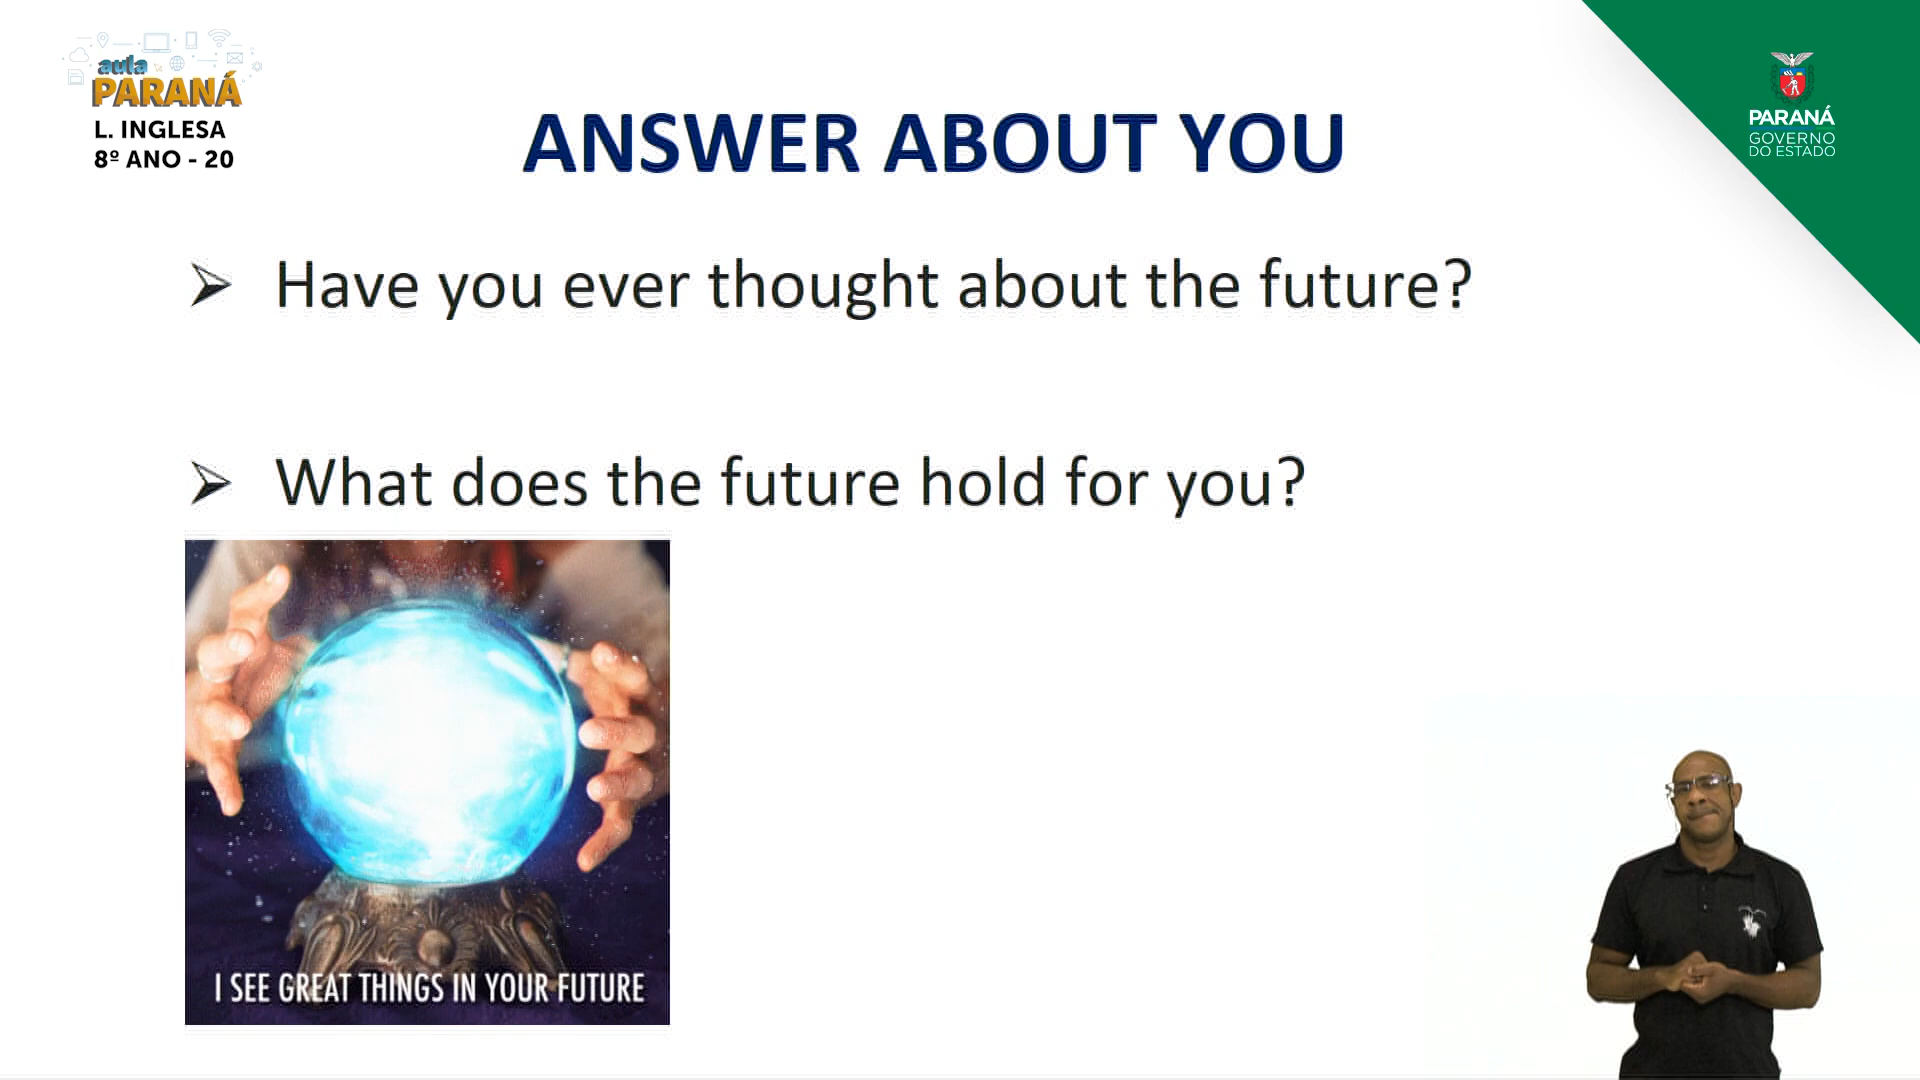 aula
PARANÁ
L. INGLESA
8º ANO - 20
PARANÁ
GOVERNO
DO ESTADO
ANSWER ABOUT YOU
➢ Have you ever thought about the future?
➢ What does the future hold for you?
I SEE GREAT THINGS IN YOUR FUTURE